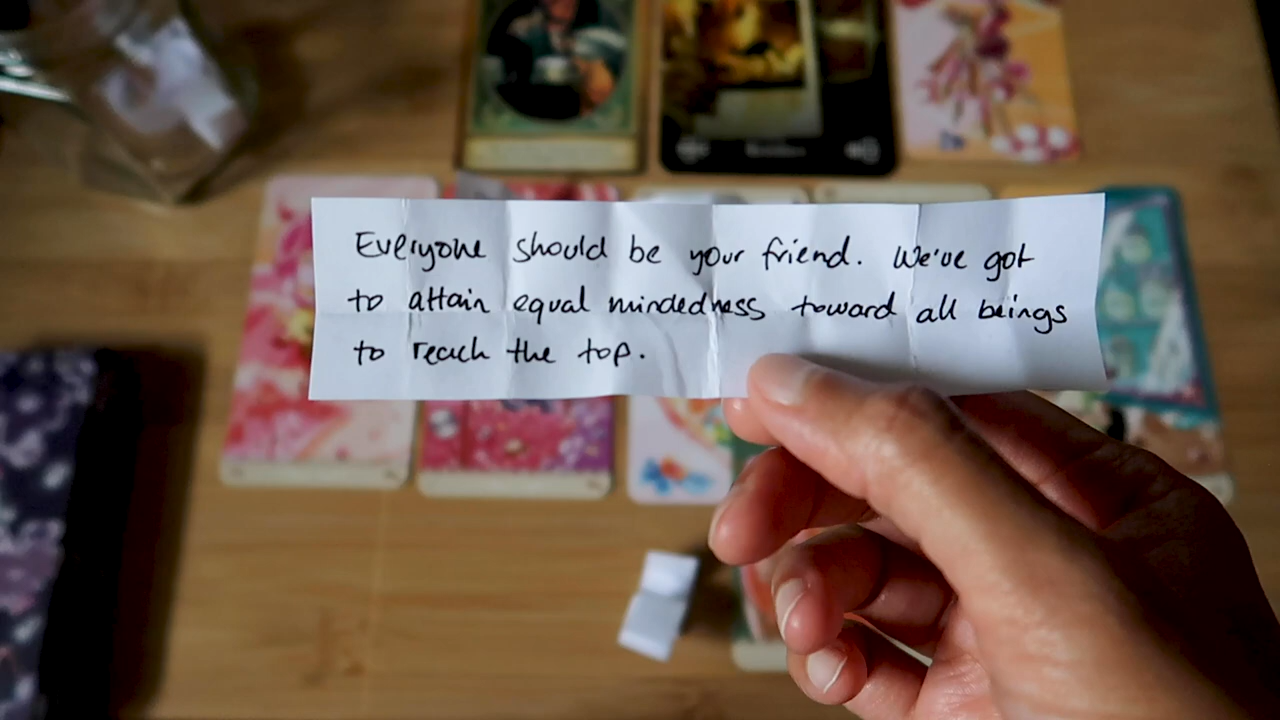 Everyone should be your friend. We've got
to attain equal mindedness toward all beings
to reach the top.